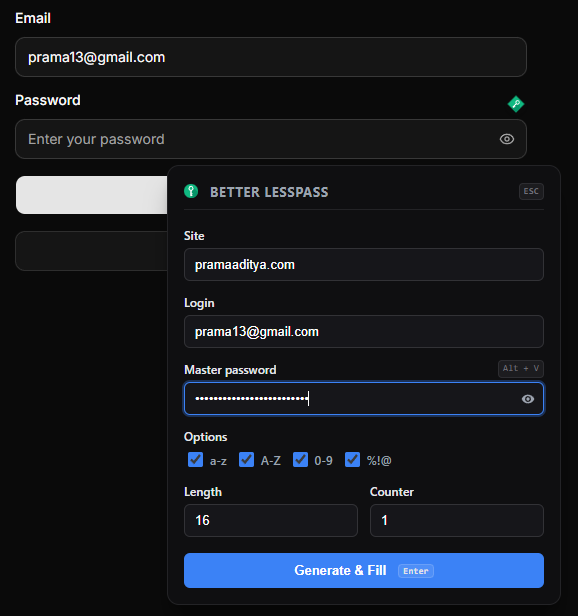 Email
prama13@gmail.com
Password
Enter your password
BETTER LESSPASS
ESC
Site
pramaaditya.com
Login
prama13@gmail.com
Master password
Alt + V
•••••••••••••••••••••••••
Options
a-z A-Z 0-9 %!@
Length Counter
16 1
Generate & Fill Enter